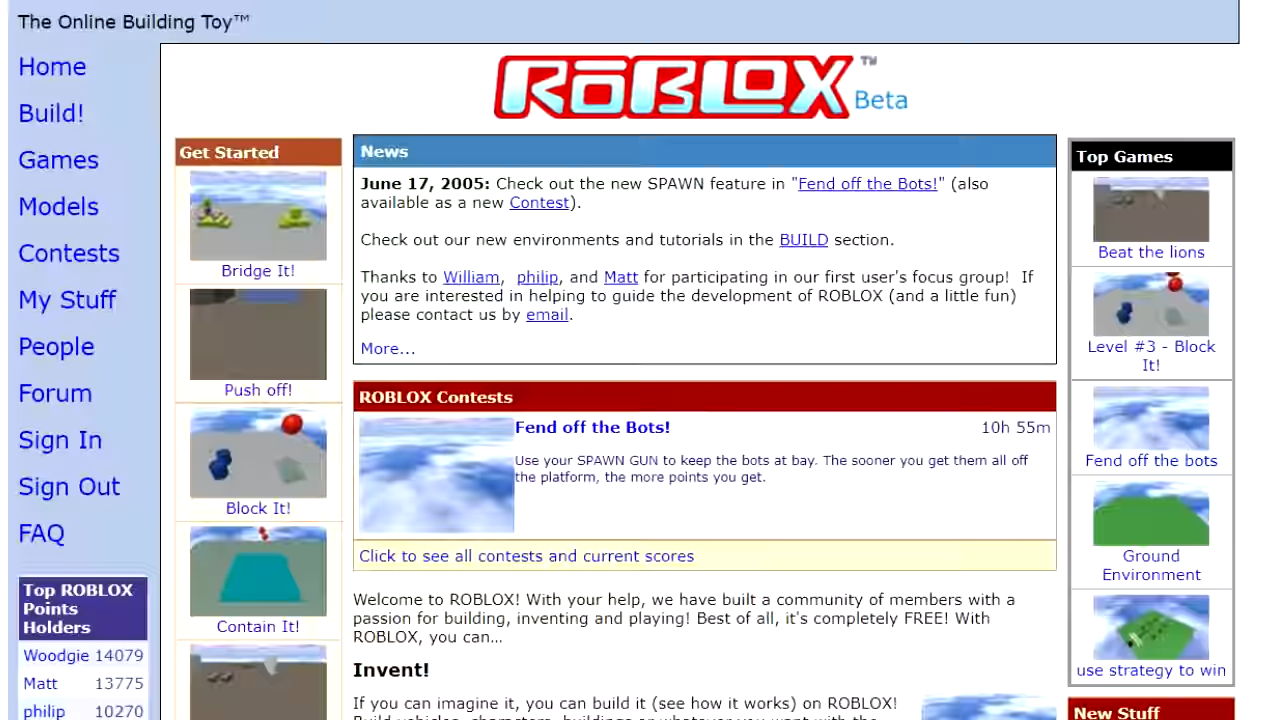 The Online Building Toy™
Home
Build!
Games
Models
Contests
My Stuff
People
Forum
Sign In
Sign Out
FAQ
Top ROBLOX
Points
Holders
Woodgie 14079
Matt 13775
philip 10270
ROBLOX™ Beta
Get Started
Bridge It!
Push off!
Block It!
Contain It!
News
June 17, 2005: Check out the new SPAWN feature in "Fend off the Bots!" (also
available as a new Contest).
Check out our new environments and tutorials in the BUILD section.
Thanks to William, philip, and Matt for participating in our first user's focus group! If
you are interested in helping to guide the development of ROBLOX (and a little fun)
please contact us by email.
More...
ROBLOX Contests
Fend off the Bots! 10h 55m
Use your SPAWN GUN to keep the bots at bay. The sooner you get them all off
the platform, the more points you get.
Click to see all contests and current scores
Welcome to ROBLOX! With your help, we have built a community of members with a
passion for building, inventing and playing! Best of all, it's completely FREE! With
ROBLOX, you can...
Invent!
If you can imagine it, you can build it (see how it works) on ROBLOX!
Build vehicles, characters, buildings or whatever you want with the
Top Games
Beat the lions
Level #3 - Block
It!
Fend off the bots
Ground
Environment
use strategy to win
New Stuff